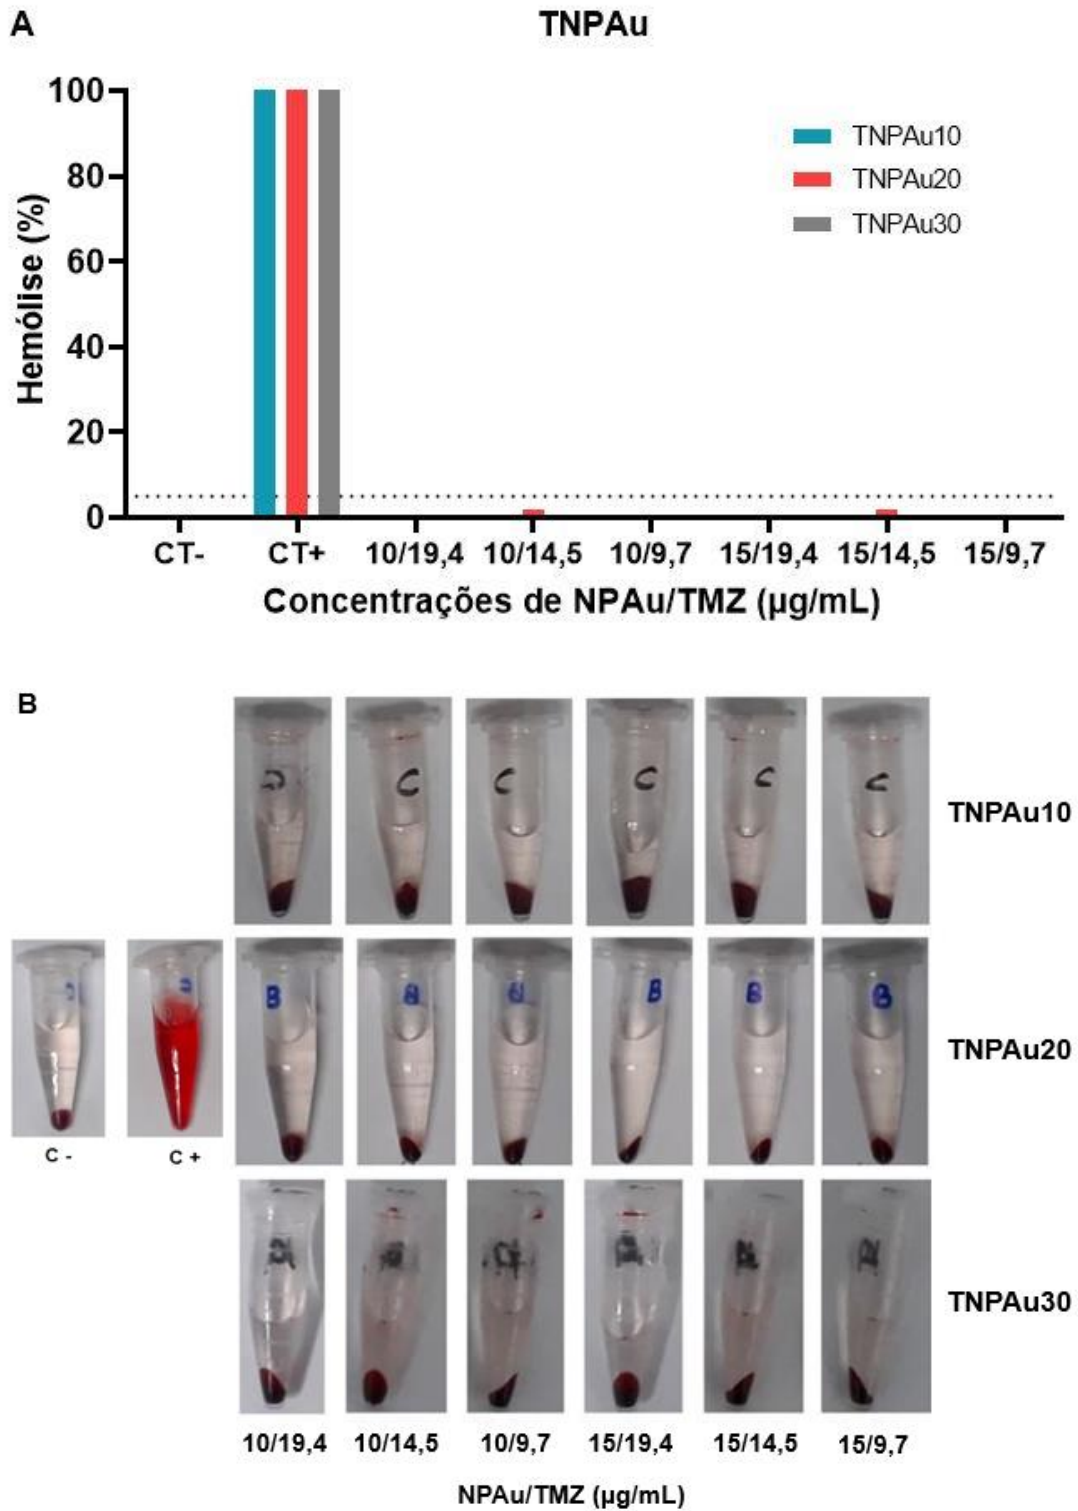 A
TNPAu
100
80
60
40
20
0
Hemólise (%)
TNPAu10
TNPAu20
TNPAu30
CT- CT+ 10/19,4 10/14,5 10/9,7 15/19,4 15/14,5 15/9,7
Concentrações de NPAu/TMZ (µg/mL)
B
C C C C C
TNPAu10
B B B B
TNPAu20
C - C +
TNPAu30
10/19,4 10/14,5 10/9,7 15/19,4 15/14,5 15/9,7
NPAu/TMZ (µg/mL)